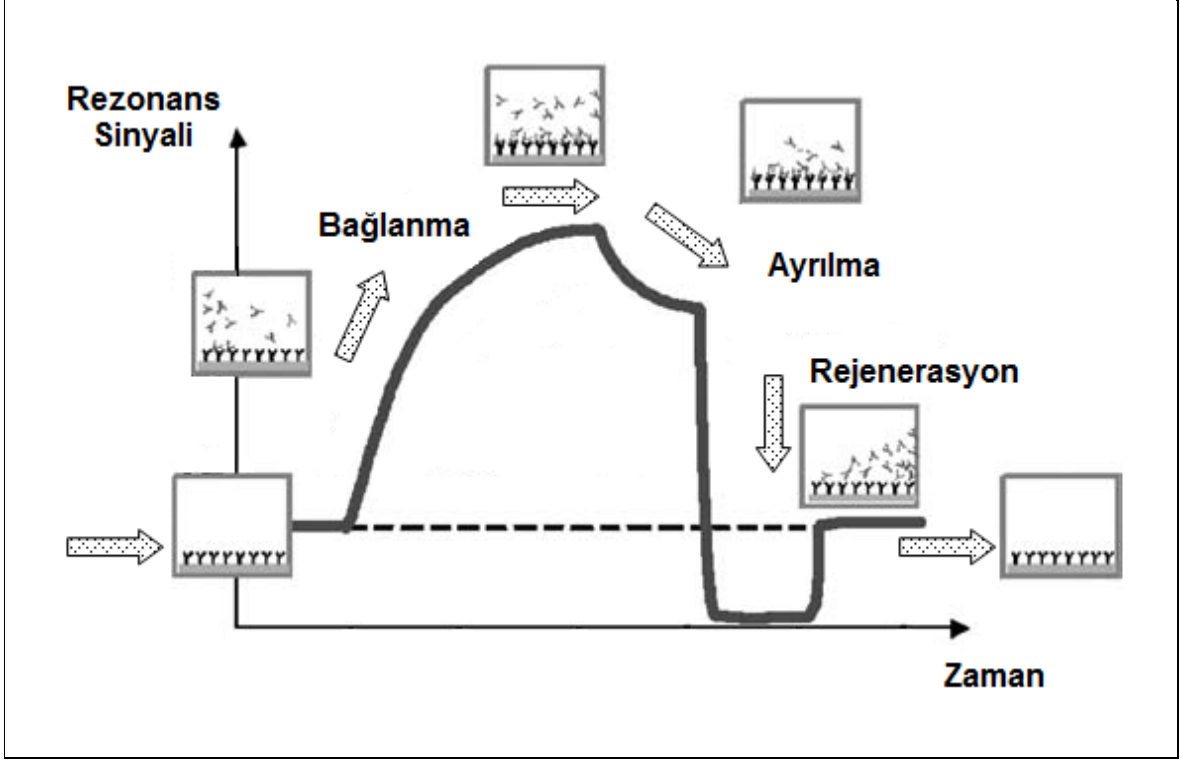 Rezonans
Sinyali
Bağlanma
Ayrılma
Rejenerasyon
Zaman